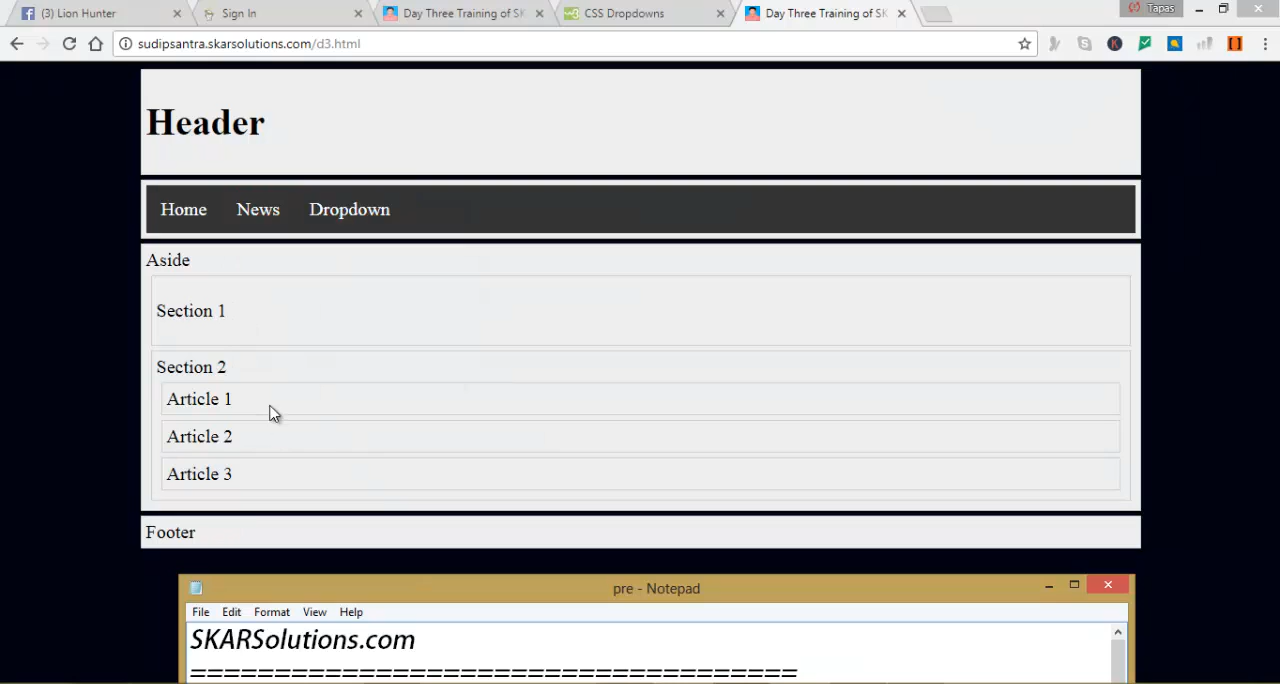 (3) Lion Hunter
Sign In
Day Three Training of SK
CSS Dropdowns
Day Three Training of SK
Tapas
sudipsantra.skarsolutions.com/d3.html
Header
Home News Dropdown
Aside
Section 1
Section 2
Article 1
Article 2
Article 3
Footer
pre - Notepad
File Edit Format View Help
SKARSolutions.com
====================================